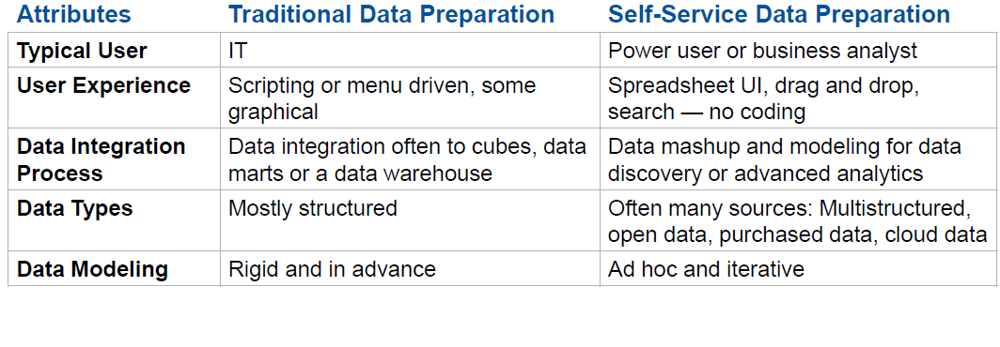 Attributes Traditional Data Preparation Self-Service Data Preparation
Typical User IT Power user or business analyst
User Experience Scripting or menu driven, some graphical Spreadsheet UI, drag and drop, search — no coding
Data Integration Process Data integration often to cubes, data marts or a data warehouse Data mashup and modeling for data discovery or advanced analytics
Data Types Mostly structured Often many sources: Multistructured, open data, purchased data, cloud data
Data Modeling Rigid and in advance Ad hoc and iterative